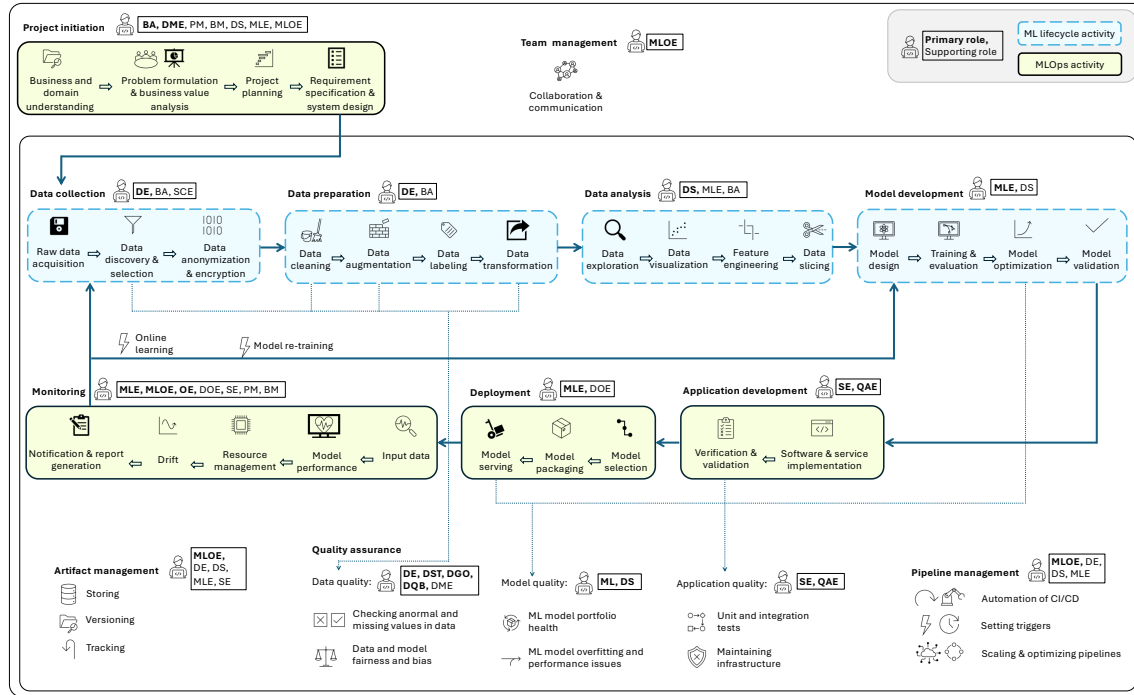 Project initiation
BA, DME, PM, BM, DS, MLE, MLOE
Business and
domain
understanding
Problem formulation
& business value
analysis
Project
planning
Requirement
specification &
system design
Team management
MLOE
Collaboration &
communication
Primary role,
Supporting role
ML lifecycle activity
MLOps activity
Data collection
DE, BA, SCE
Raw data
acquisition
Data
discovery &
selection
1010
1010
Data
anonymization
& encryption
Data preparation
DE, BA
Data
cleaning
Data
augmentation
Data
labeling
Data
transformation
Data analysis
DS, MLE, BA
Data
exploration
Data
visualization
Feature
engineering
Data
slicing
Model development
MLE, DS
Model
design
Training &
evaluation
Model
optimization
Model
validation
Online
learning
Model re-training
Monitoring
MLE, MLOE, OE, DOE, SE, PM, BM
Notification & report
generation
Drift
Resource
management
Model
performance
Input data
Deployment
MLE, DOE
Model
serving
Model
packaging
Model
selection
Application development
SE, QAE
Verification &
validation
Software & service
implementation
Artifact management
MLOE,
DE, DS,
MLE, SE
Storing
Versioning
Tracking
Quality assurance
Data quality:
DE, DST, DGO,
DQB, DME
Checking anormal and
missing values in data
Data and model
fairness and bias
Model quality:
ML, DS
ML model portfolio
health
ML model overfitting and
performance issues
Application quality:
SE, QAE
Unit and integration
tests
Maintaining
infrastructure
Pipeline management
MLOE, DE,
DS, MLE
Automation of CI/CD
Setting triggers
Scaling & optimizing pipelines